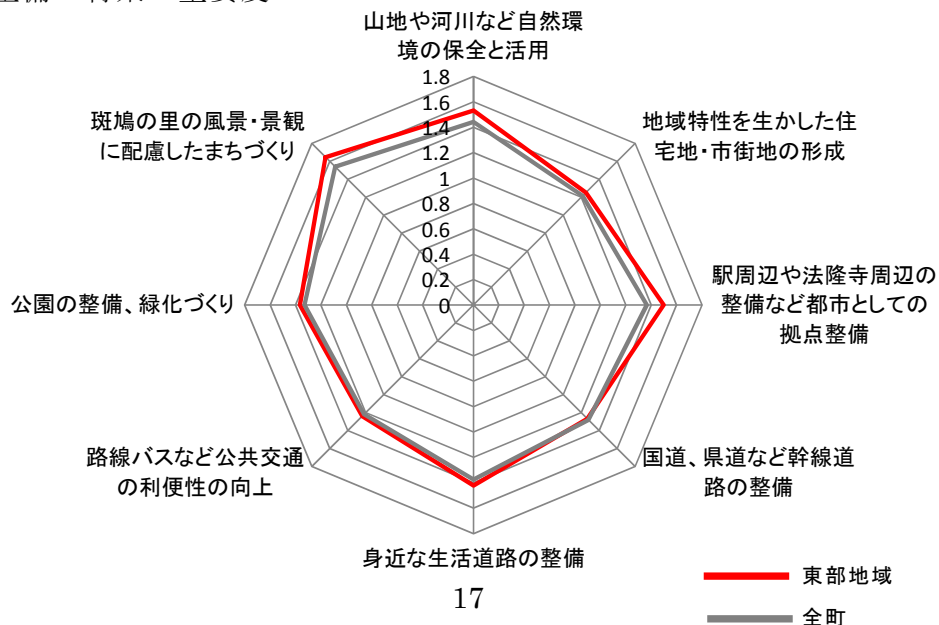 山地や河川など自然環
境の保全と活用
1.8
1.6
1.4
1.2
1
0.8
0.6
0.4
0.2
0
地域特性を生かした住
宅地・市街地の形成
駅周辺や法隆寺周辺の
整備など都市としての
拠点整備
国道、県道など幹線道
路の整備
身近な生活道路の整備
路線バスなど公共交通
の利便性の向上
公園の整備、緑化づくり
斑鳩の里の風景・景観
に配慮したまちづくり
東部地域
全町
17